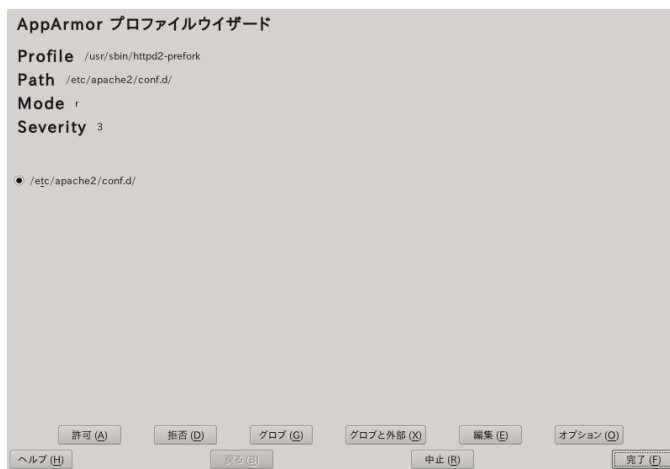 AppArmor プロファイルウイザード
Profile /usr/sbin/httpd2-prefork
Path /etc/apache2/conf.d/
Mode r
Severity 3
/etc/apache2/conf.d/
許可 (A) 拒否 (D) グロブ (G) グロブと外部 (X) 編集 (E) オプション (O)
ヘルプ (H) 戻る (B) 中止 (R) 完了 (F)